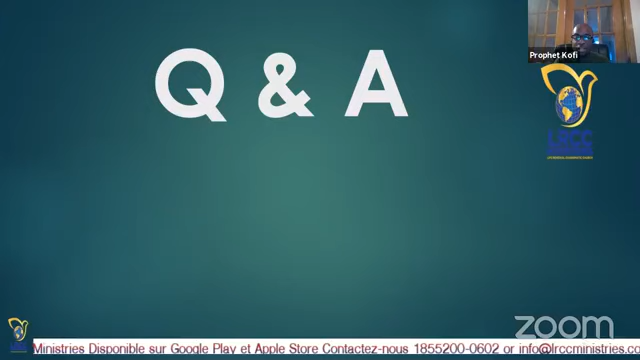 Q & A
Prophet Kofi
LRCC
zoom
Ministries Disponible sur Google Play et Apple Store Contactez-nous 1855200-0602 or info@lrccministries.co